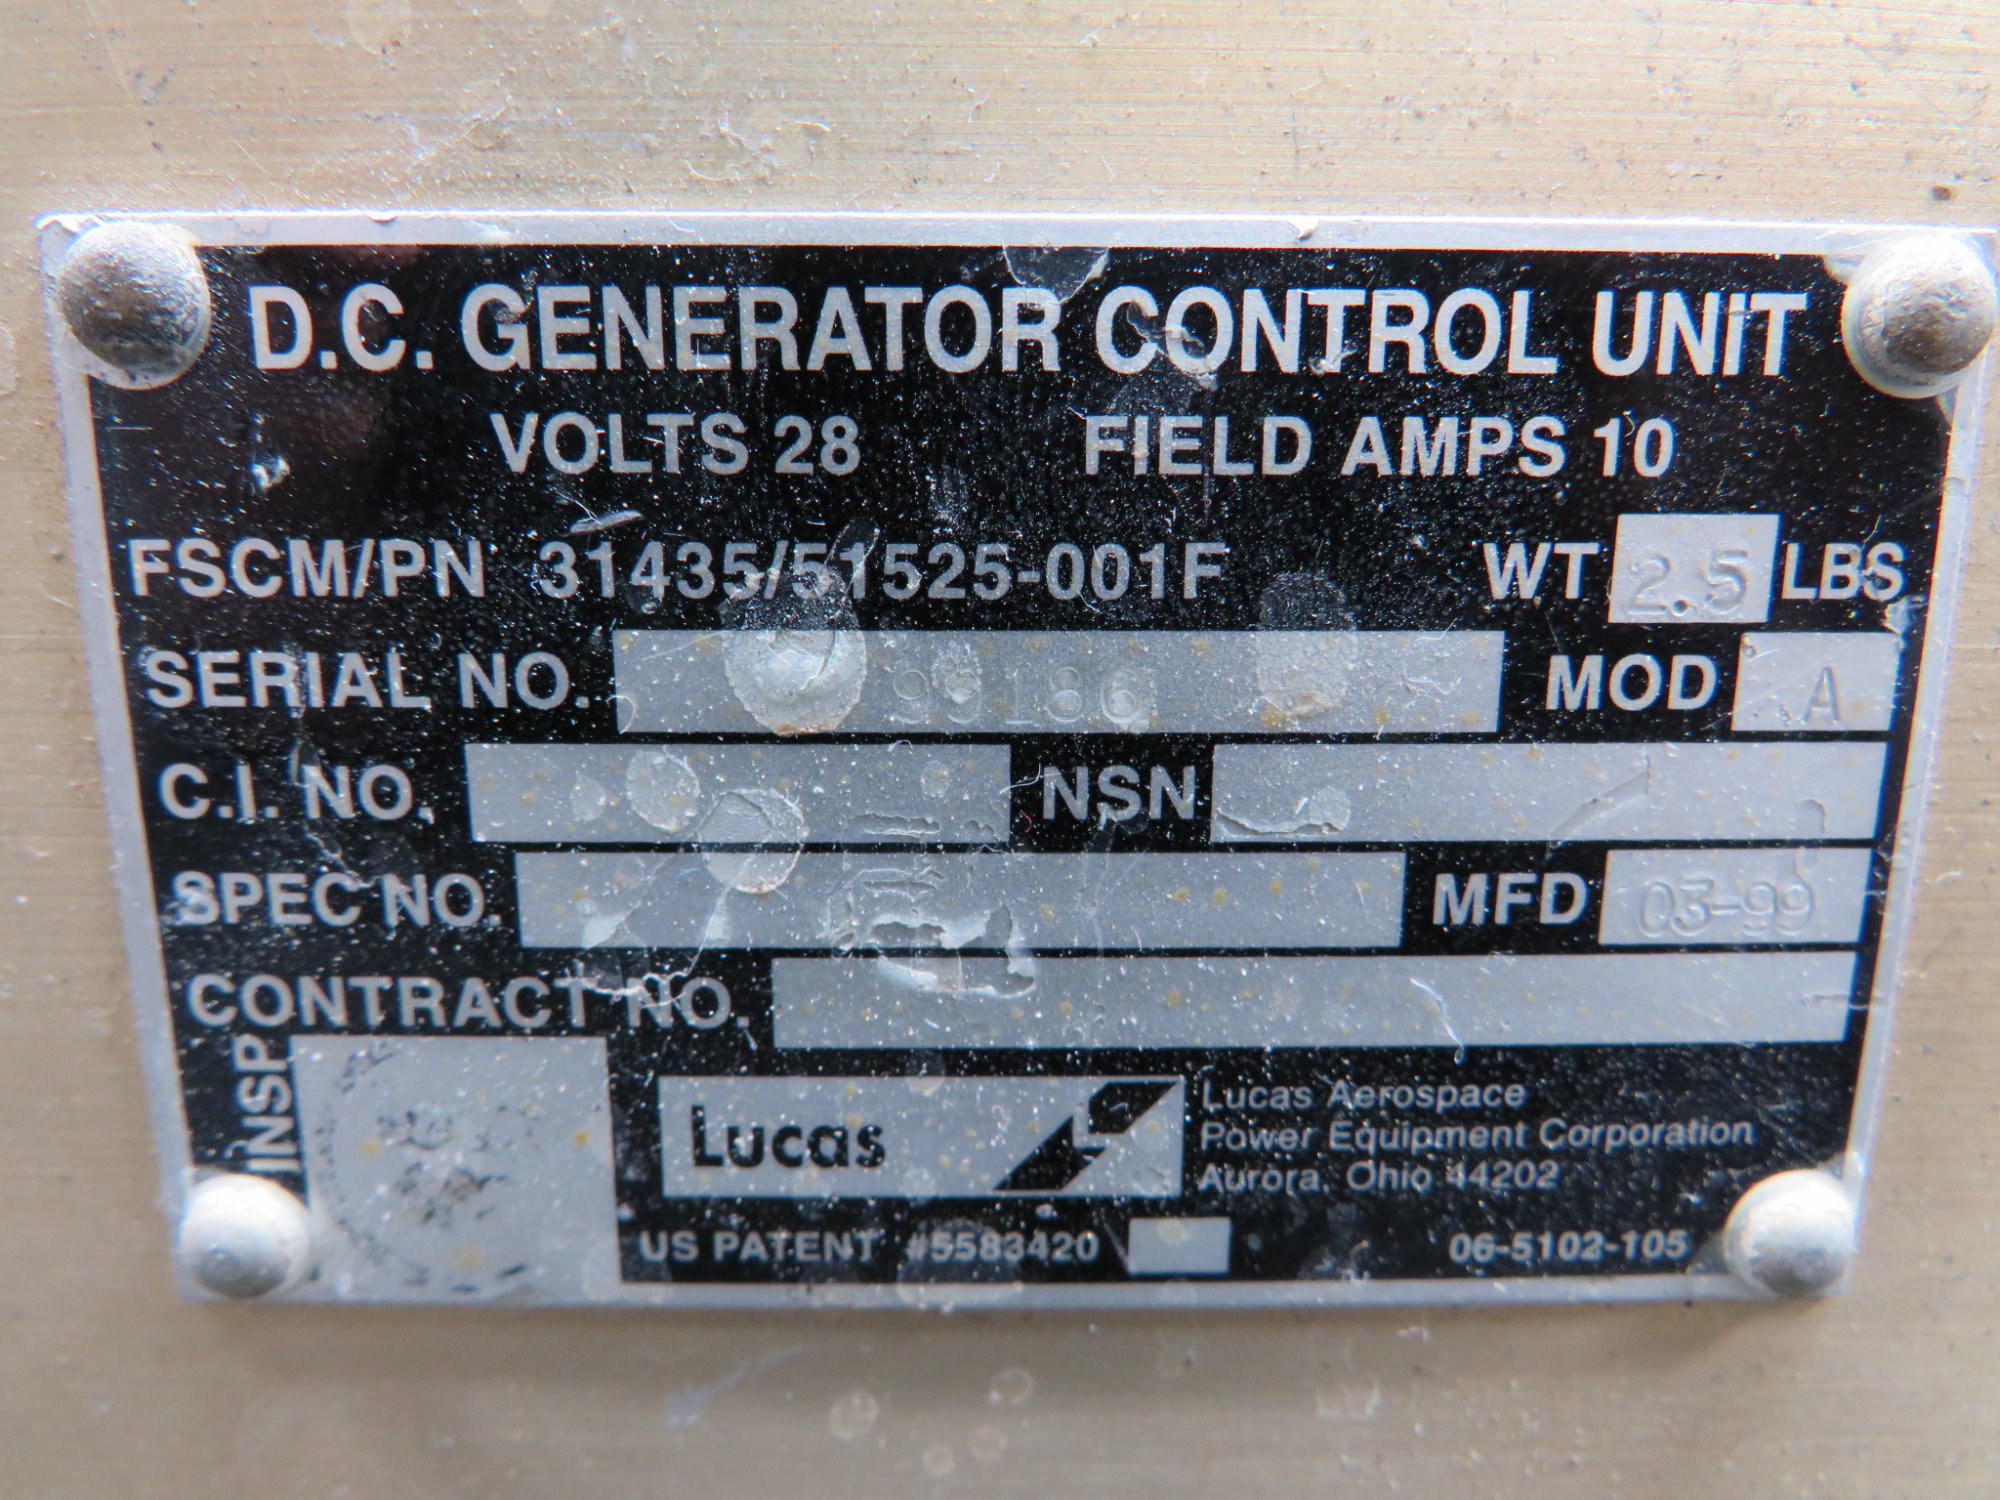 D.C. GENERATOR CONTROL UNIT
VOLTS 28 FIELD AMPS 10
FSCM/PN 31435/51525-001F WT 2.5 LBS
SERIAL NO. 99186 MOD A
C.I. NO. NSN
SPEC NO. MFD 03-99
CONTRACT NO.
INSP
Lucas
Lucas Aerospace
Power Equipment Corporation
Aurora, Ohio 44202
US PATENT #5583420 06-5102-105